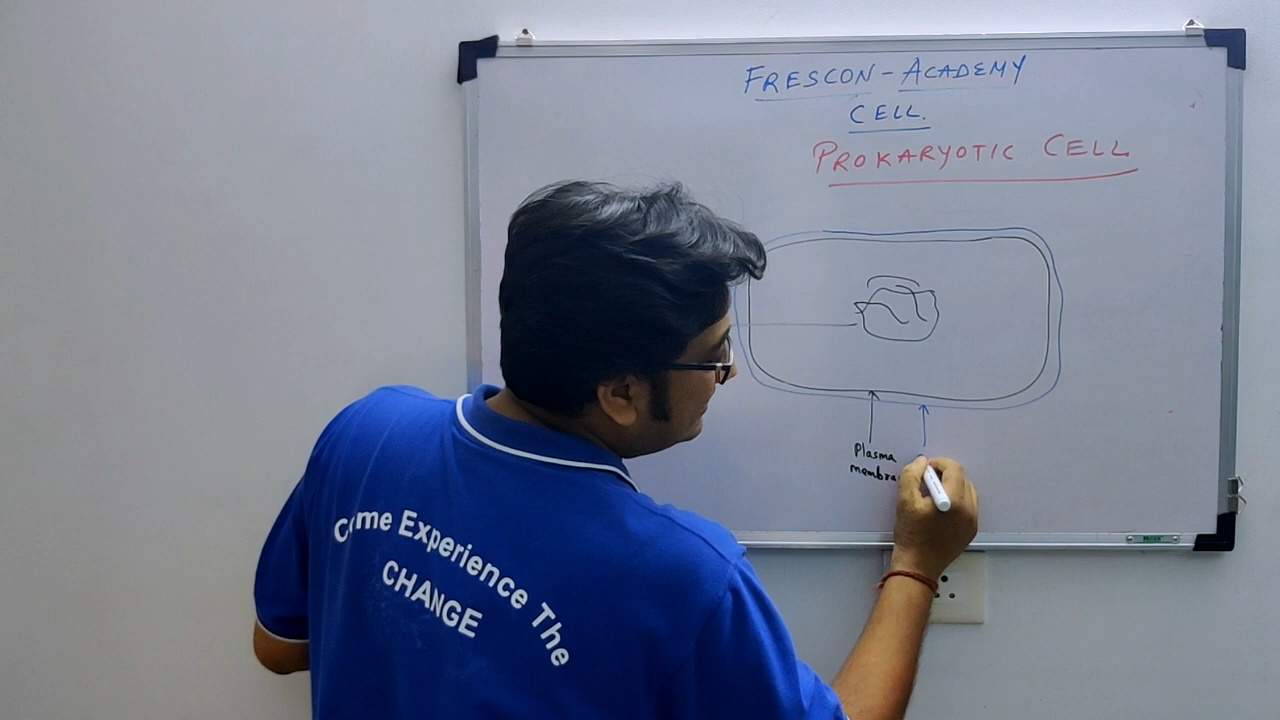 FRESCON-ACADEMY
CELL.
PROKARYOTIC CELL
Plasma
Come Experience The
CHANGE